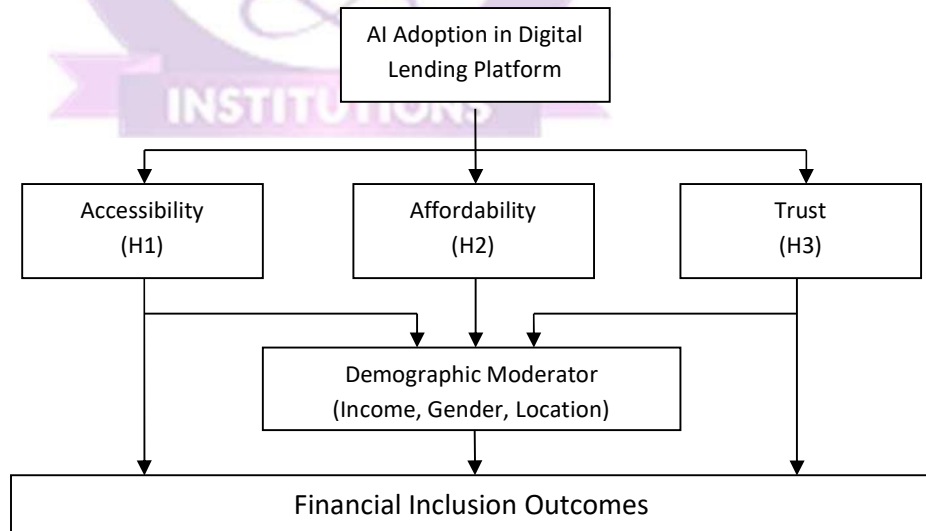 INSTITUTIONS
AI Adoption in Digital
Lending Platform
Accessibility
(H1)
Affordability
(H2)
Trust
(H3)
Demographic Moderator
(Income, Gender, Location)
Financial Inclusion Outcomes